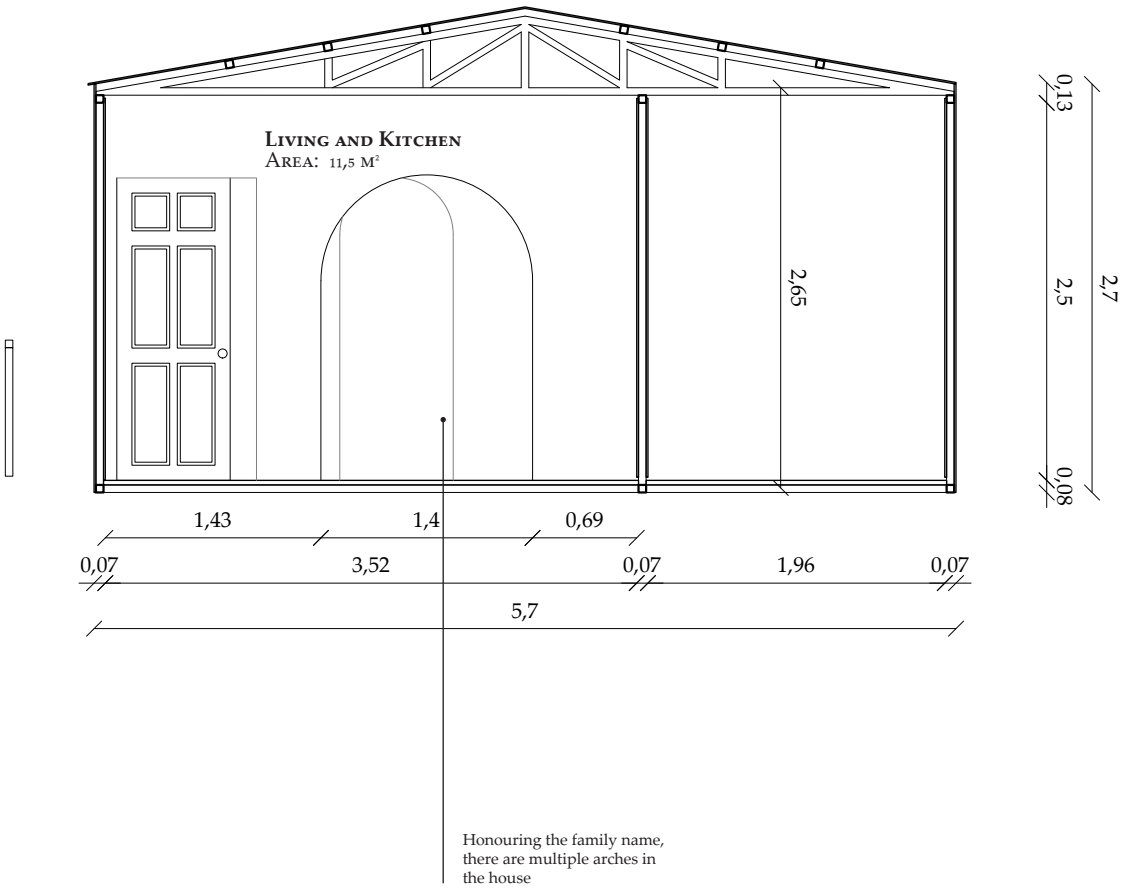 Living and Kitchen
Area: 11,5 m²
0,13
2,65
2,5
2,7
0,08
1,43 1,4 0,69
0,07 3,52 0,07 1,96 0,07
5,7
Honouring the family name,
there are multiple arches in
the house